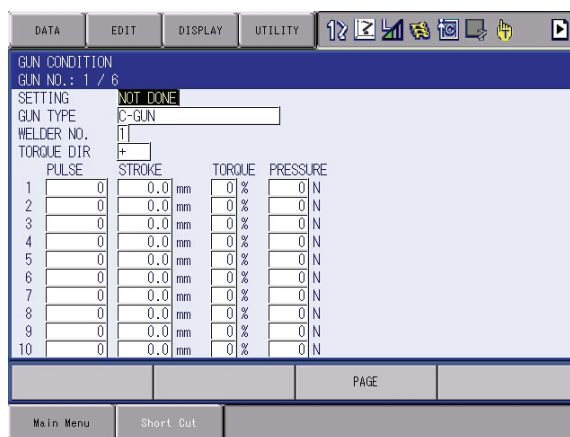 DATA EDIT DISPLAY UTILITY
GUN CONDITION
GUN NO.: 1 / 6
SETTING NOT DONE
GUN TYPE C-GUN
WELDER NO. 1
TORQUE DIR +
PULSE STROKE TORQUE PRESSURE
1 0 0.0 mm 0 % 0 N
2 0 0.0 mm 0 % 0 N
3 0 0.0 mm 0 % 0 N
4 0 0.0 mm 0 % 0 N
5 0 0.0 mm 0 % 0 N
6 0 0.0 mm 0 % 0 N
7 0 0.0 mm 0 % 0 N
8 0 0.0 mm 0 % 0 N
9 0 0.0 mm 0 % 0 N
10 0 0.0 mm 0 % 0 N
PAGE
Main Menu Short Cut